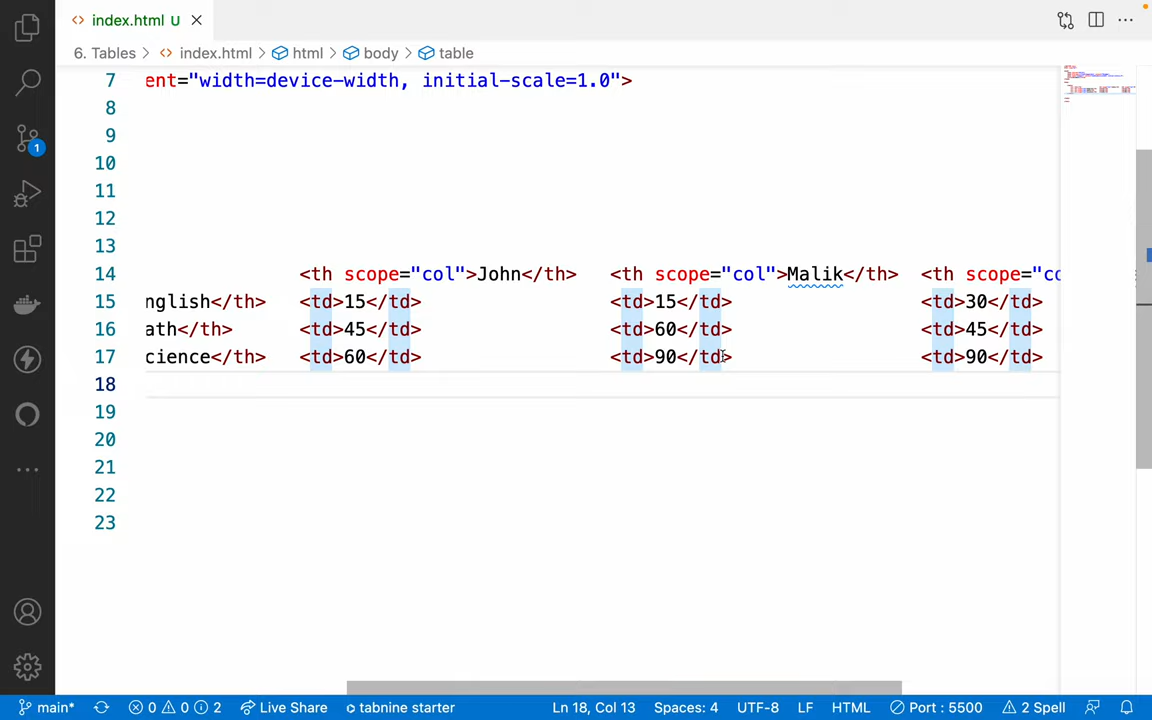 index.html U
6. Tables index.html html body table
7 ent="width=device-width, initial-scale=1.0">
8
9
10
11
12
13
14 <th scope="col">John</th> <th scope="col">Malik</th> <th scope="co
15 nglish</th> <td>15</td> <td>15</td> <td>30</td>
16 ath</th> <td>45</td> <td>60</td> <td>45</td>
17 cience</th> <td>60</td> <td>90</td> <td>90</td>
18
19
20
21
22
23
1
main* 0 0 2 Live Share tabnine starter Ln 18, Col 13 Spaces: 4 UTF-8 LF HTML Port : 5500 2 Spell